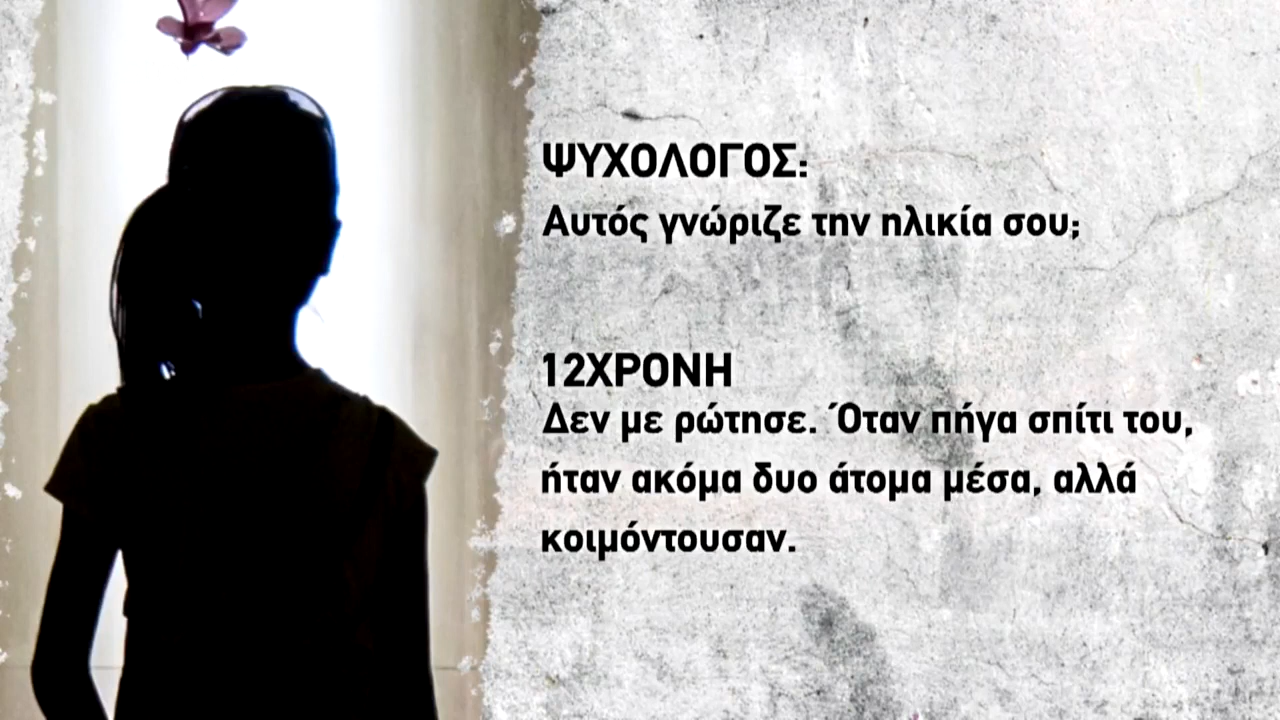 ΨΥΧΟΛΟΓΟΣ:
Αυτός γνώριζε την ηλικία σου;
12ΧΡΟΝΗ
Δεν με ρώτησε. Όταν πήγα σπίτι του,
ήταν ακόμα δυο άτομα μέσα, αλλά
κοιμόντουσαν.